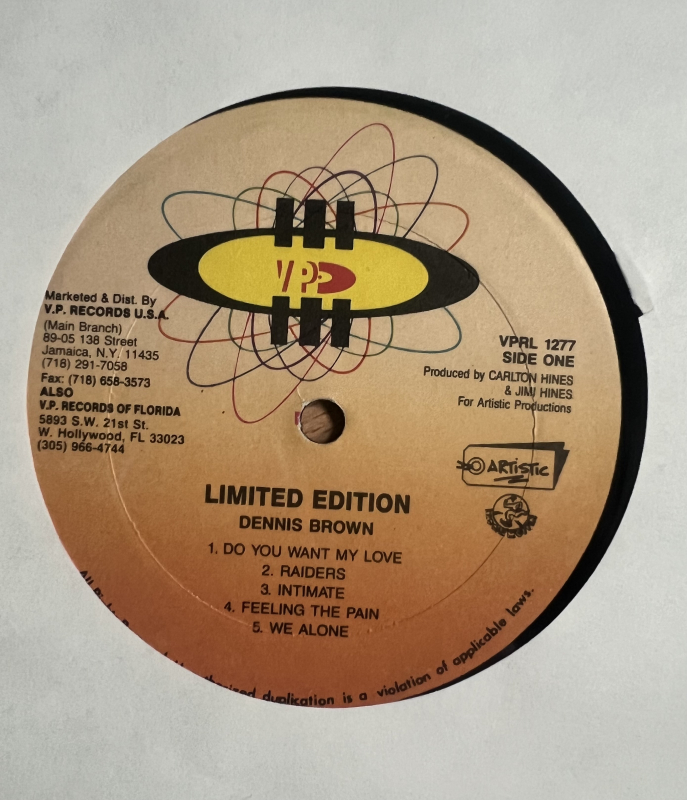 VP
Marketed & Dist. By
V.P. RECORDS U.S.A.
(Main Branch)
89-05 138 Street
Jamaica, N.Y. 11435
(718) 291-7058
Fax: (718) 658-3573
ALSO
V.P. RECORDS OF FLORIDA
5893 S.W. 21st St.
W. Hollywood, FL 33023
(305) 966-4744
VPRL 1277
SIDE ONE
Produced by CARLTON HINES
& JIMI HINES
For Artistic Productions
ARTISTIC
LIMITED EDITION
DENNIS BROWN
1. DO YOU WANT MY LOVE
2. RAIDERS
3. INTIMATE
4. FEELING THE PAIN
5. WE ALONE
All duplication is a violation of applicable laws.